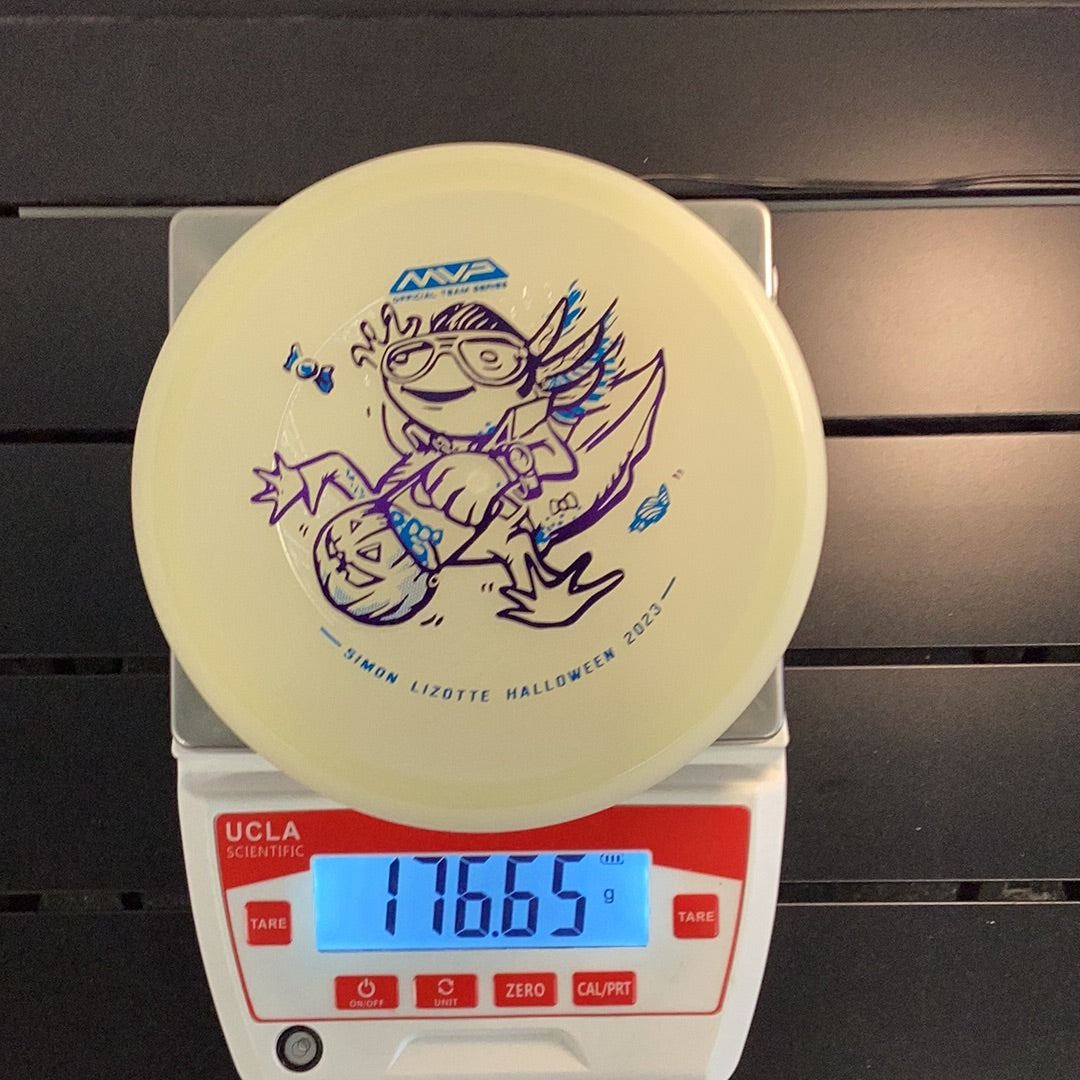 MVP
OFFICIAL TEAM SERIES
SIMON LIZOTTE HALLOWEEN 2023
UCLA
SCIENTIFIC
176.65 g
TARE
TARE
ON/OFF
UNIT
ZERO
CAL/PRT